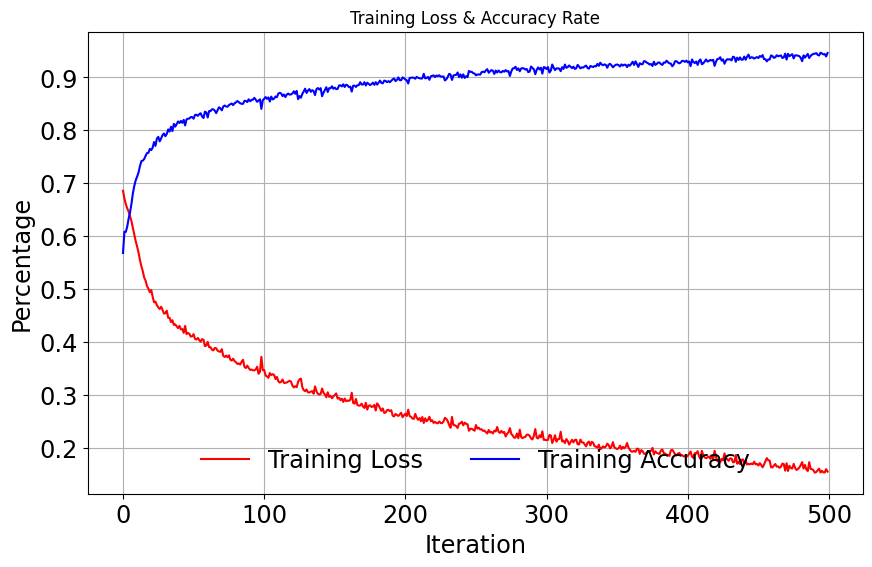 Training Loss & Accuracy Rate
Percentage
0.9
0.8
0.7
0.6
0.5
0.4
0.3
0.2
Training Loss Training Accuracy
0 100 200 300 400 500
Iteration